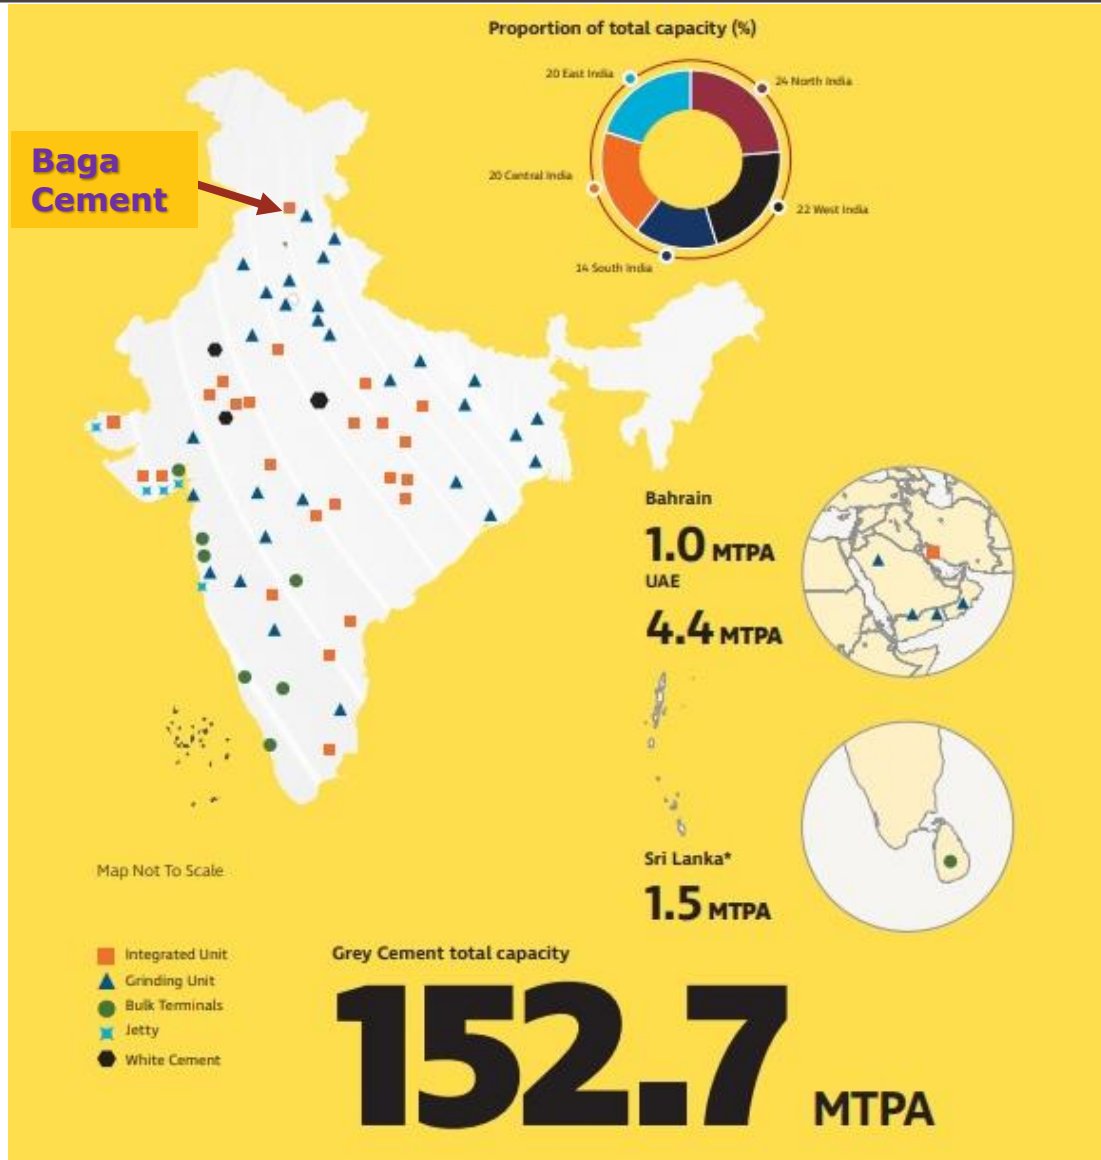 Proportion of total capacity (%)
20 East India
24 North India
Baga
Cement
20 Central India
22 West India
14 South India
Bahrain
1.0 MTPA
UAE
4.4 MTPA
Sri Lanka*
1.5 MTPA
Map Not To Scale
Integrated Unit
Grinding Unit
Bulk Terminals
Jetty
White Cement
Grey Cement total capacity
152.7 MTPA